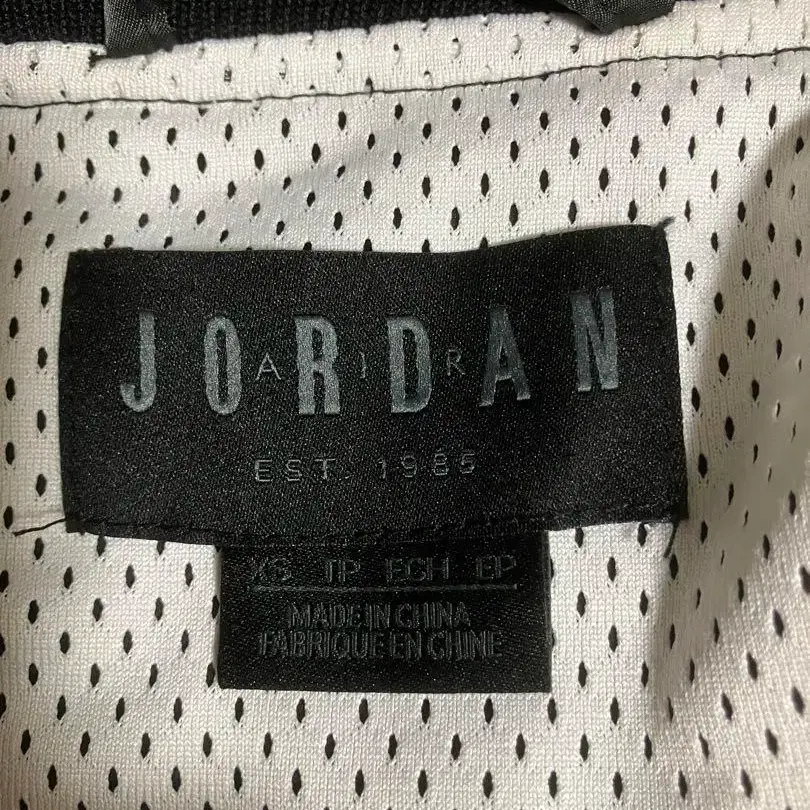 JORDAN
AIR
EST. 1985
XS TP ECH EP
MADE IN CHINA
FABRIQUE EN CHINE